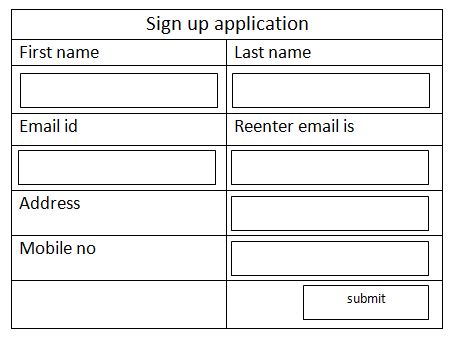 Sign up application
First name
Last name
Email id
Reenter email is
Address
Mobile no
submit